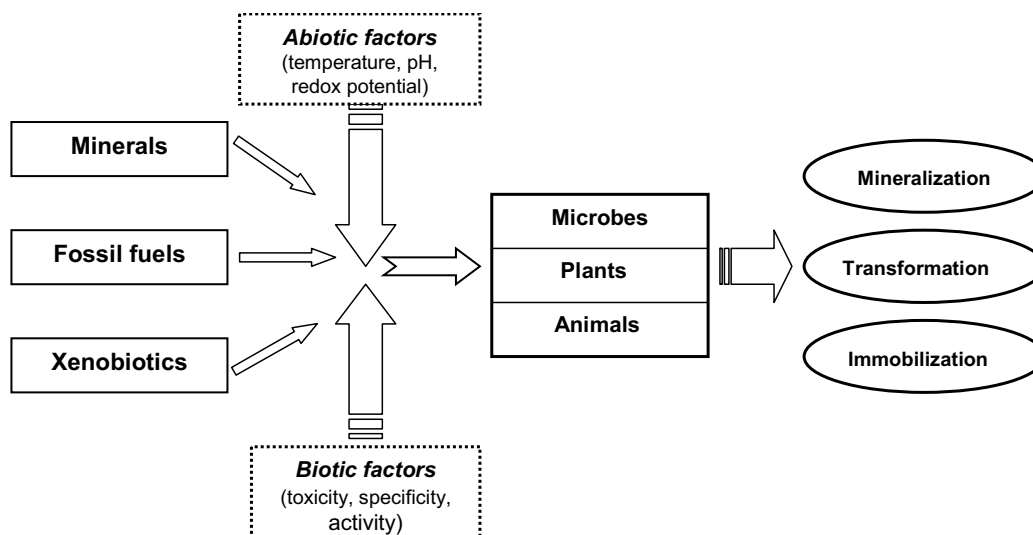 Abiotic factors
(temperature, pH,
redox potential)
Minerals
Fossil fuels
Xenobiotics
Microbes
Plants
Animals
Mineralization
Transformation
Immobilization
Biotic factors
(toxicity, specificity,
activity)